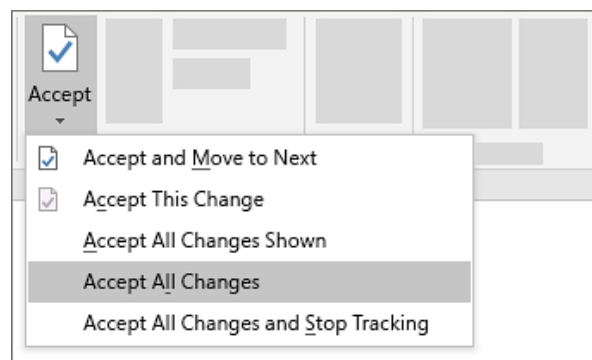 Accept
Accept and Move to Next
Accept This Change
Accept All Changes Shown
Accept All Changes
Accept All Changes and Stop Tracking